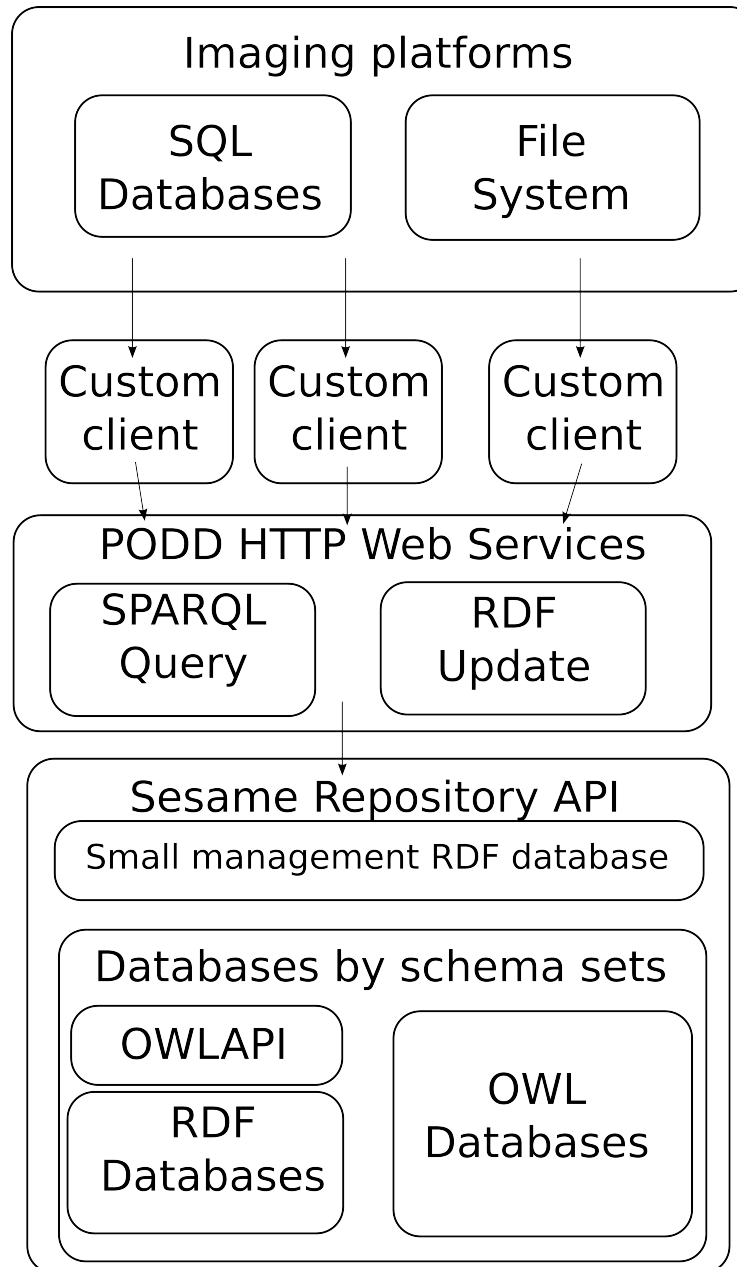 Imaging platforms
SQL
Databases
File
System
Custom
client
Custom
client
Custom
client
PODD HTTP Web Services
SPARQL
Query
RDF
Update
Sesame Repository API
Small management RDF database
Databases by schema sets
OWLAPI
RDF
Databases
OWL
Databases